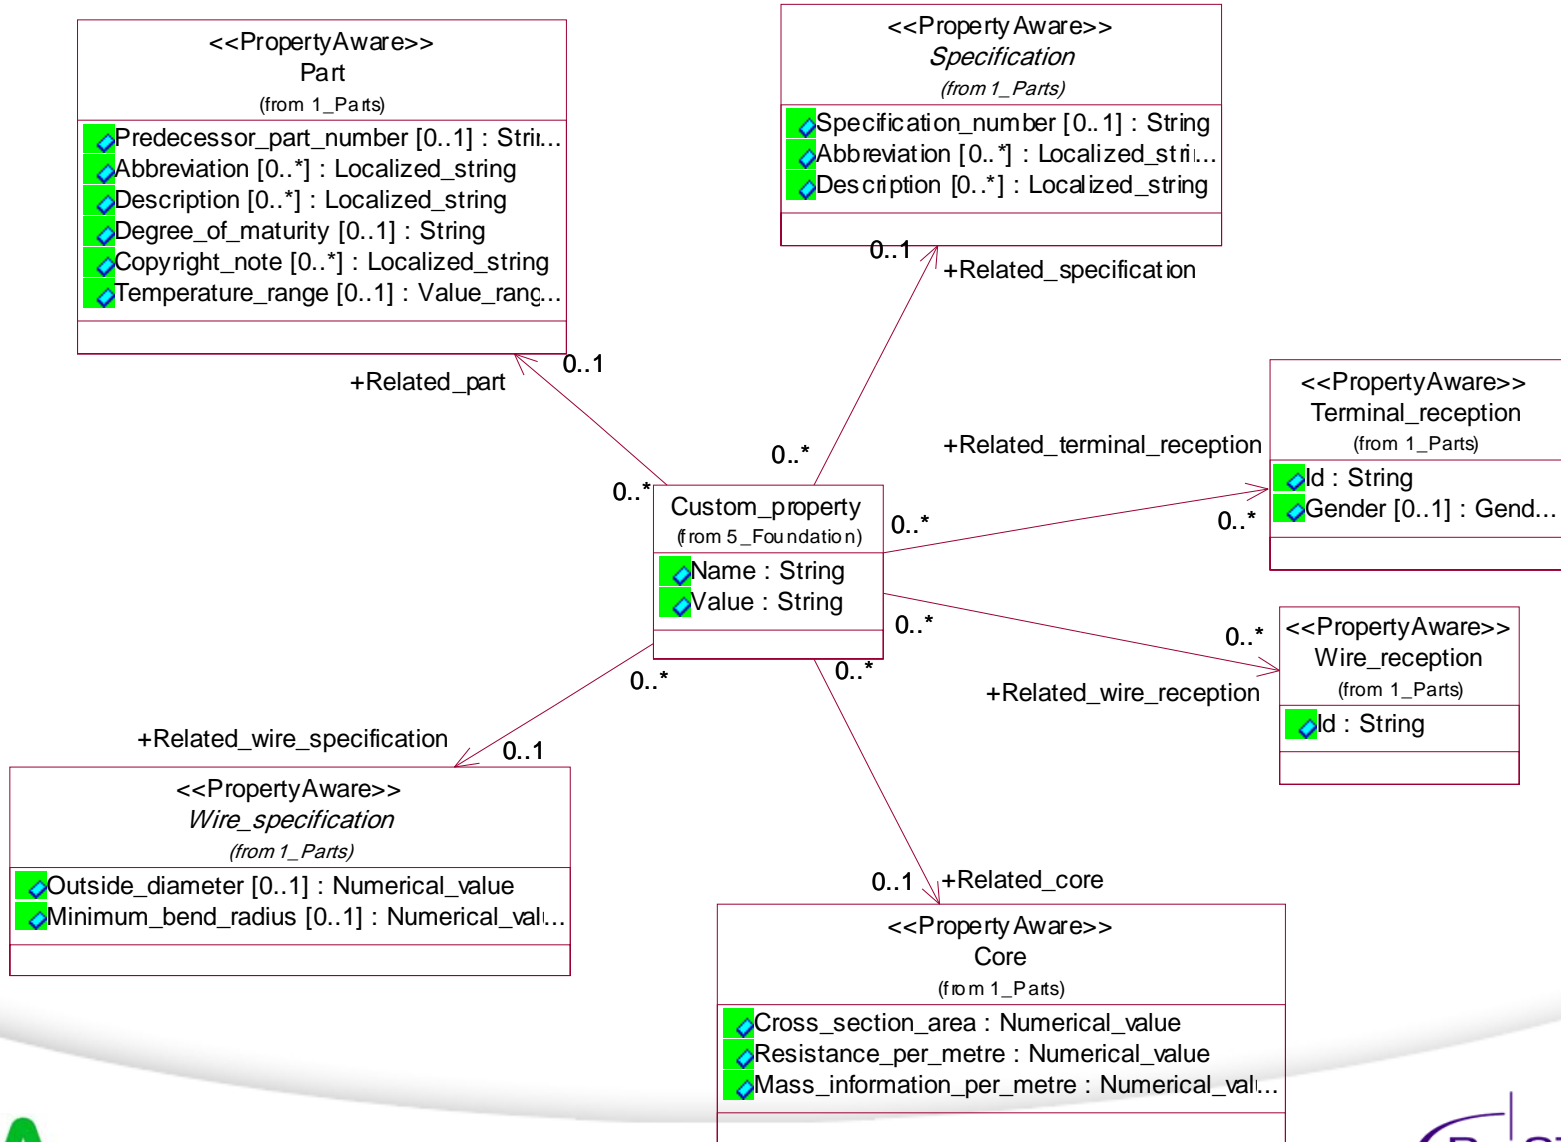 <<PropertyAware>>
Part
(from 1_Parts)
Predecessor_part_number [0..1] : Strin...
Abbreviation [0..*] : Localized_string
Description [0..*] : Localized_string
Degree_of_maturity [0..1] : String
Copyright_note [0..*] : Localized_string
Temperature_range [0..1] : Value_rang...
<<PropertyAware>>
Specification
(from 1_Parts)
Specification_number [0..1] : String
Abbreviation [0..*] : Localized_stri...
Description [0..*] : Localized_string
0..1
+Related_specification
0..1
+Related_part
<<PropertyAware>>
Terminal_reception
(from 1_Parts)
Id : String
Gender [0..1] : Gend...
+Related_terminal_reception
0..*
0..*
0..*
Custom_property
(from 5_Foundation)
Name : String
Value : String
0..*
0..*
0..*
0..*
<<PropertyAware>>
Wire_reception
(from 1_Parts)
Id : String
+Related_wire_reception
0..*
0..*
+Related_wire_specification
0..1
<<PropertyAware>>
Wire_specification
(from 1_Parts)
Outside_diameter [0..1] : Numerical_value
Minimum_bend_radius [0..1] : Numerical_valu...
0..1
+Related_core
<<PropertyAware>>
Core
(from 1_Parts)
Cross_section_area : Numerical_value
Resistance_per_metre : Numerical_value
Mass_information_per_metre : Numerical_valu...